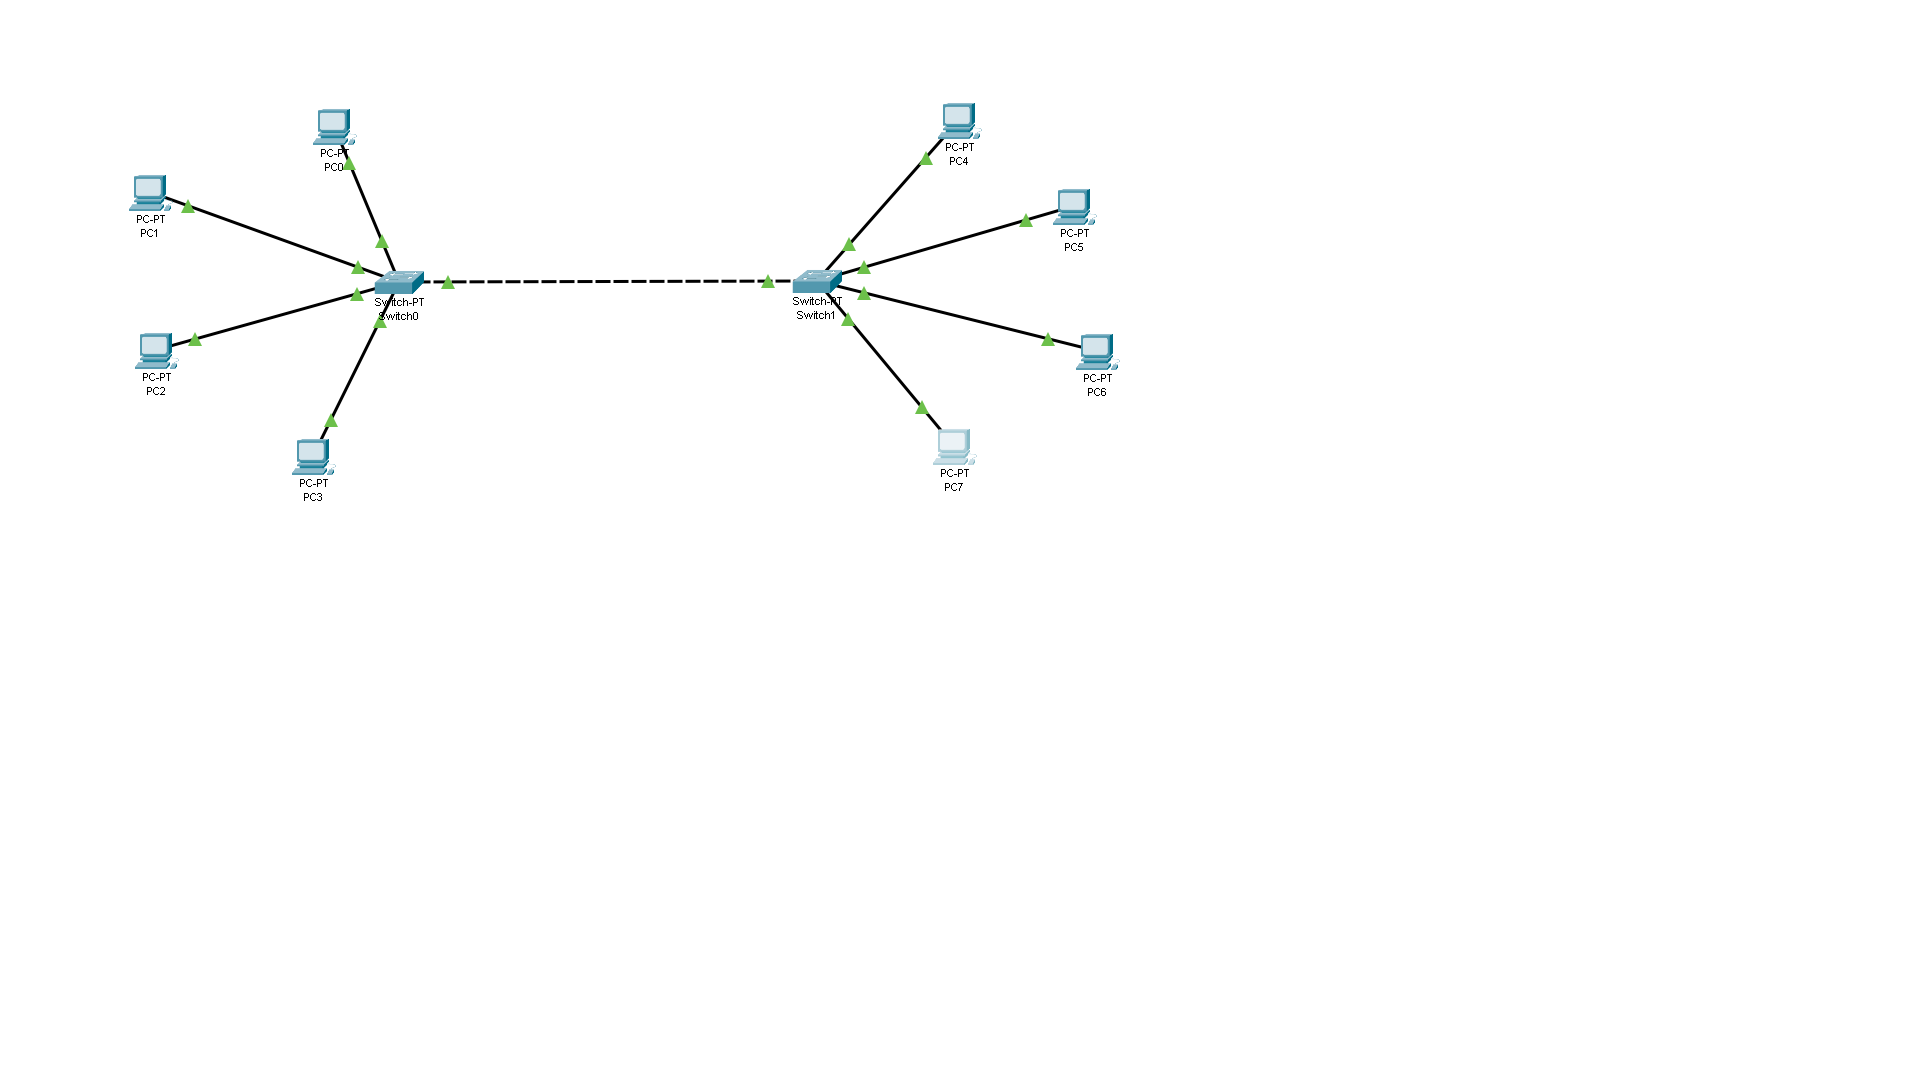 PC-PT
PC0
PC-PT
PC1
PC-PT
PC2
PC-PT
PC3
Switch-PT
Switch0
Switch-PT
Switch1
PC-PT
PC4
PC-PT
PC5
PC-PT
PC6
PC-PT
PC7